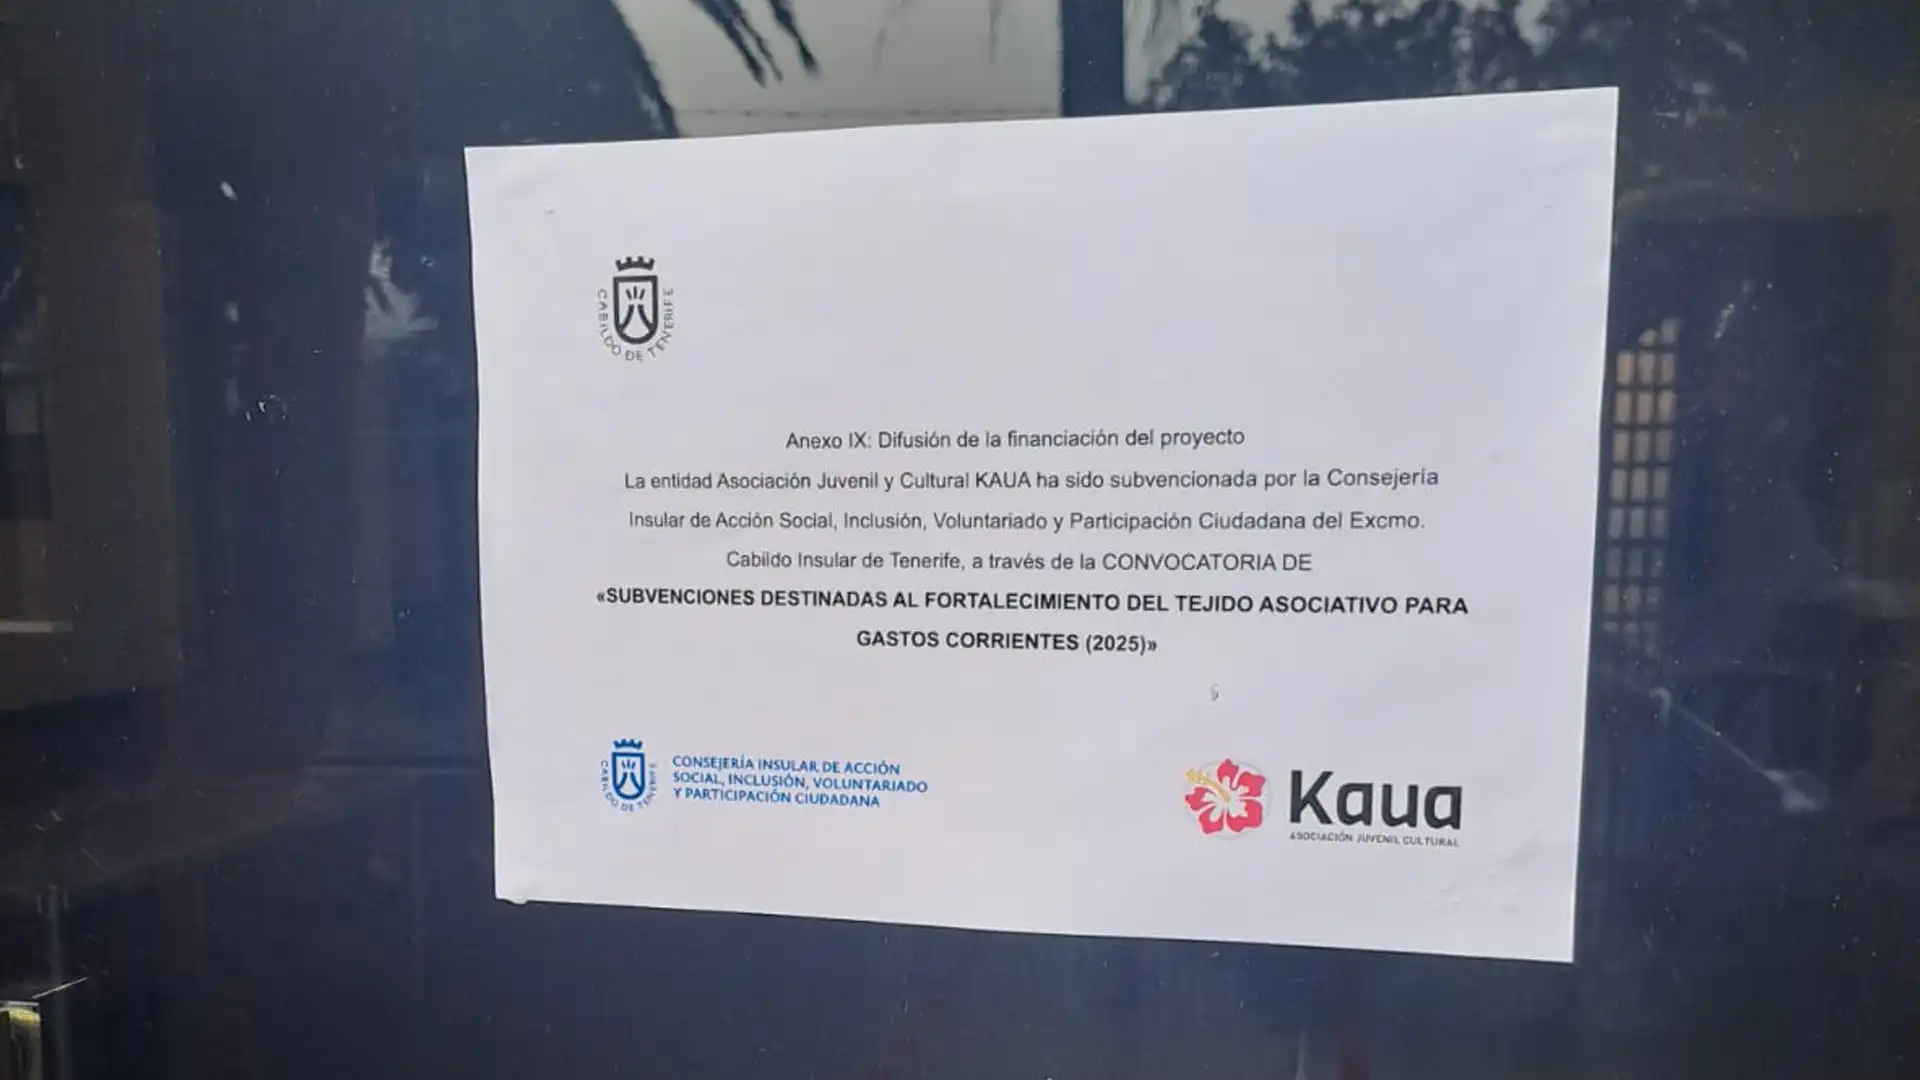 CABILDO DE TENERIFE
Anexo IX: Difusión de la financiación del proyecto
La entidad Asociación Juvenil y Cultural KAUA ha sido subvencionada por la Consejería
Insular de Acción Social, Inclusión, Voluntariado y Participación Ciudadana del Excmo.
Cabildo Insular de Tenerife, a través de la CONVOCATORIA DE
«SUBVENCIONES DESTINADAS AL FORTALECIMIENTO DEL TEJIDO ASOCIATIVO PARA
GASTOS CORRIENTES (2025)»
CABILDO DE TENERIFE
CONSEJERÍA INSULAR DE ACCIÓN
SOCIAL, INCLUSIÓN, VOLUNTARIADO
Y PARTICIPACIÓN CIUDADANA
Kaua
ASOCIACIÓN JUVENIL CULTURAL